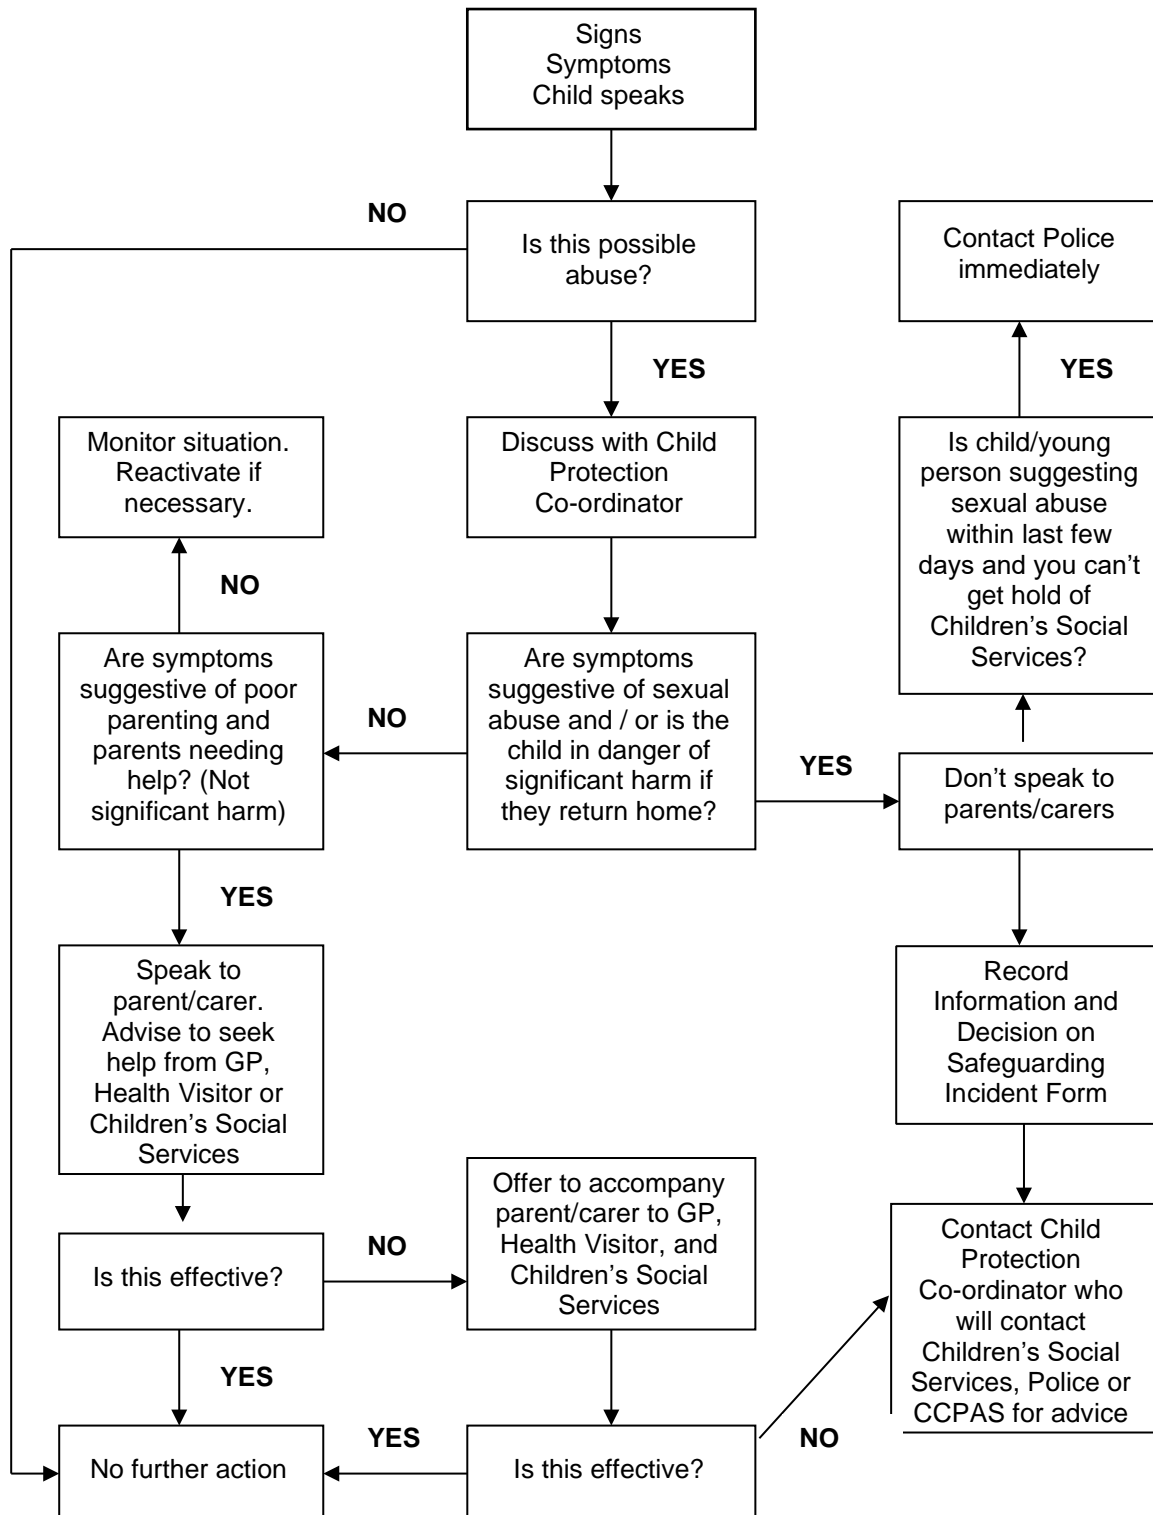 Signs
Symptoms
Child speaks
NO
Is this possible
abuse?
Contact Police
immediately
YES
YES
Monitor situation.
Reactivate if
necessary.
Discuss with Child
Protection
Co-ordinator
Is child/young
person suggesting
sexual abuse
within last few
days and you can’t
get hold of
Children’s Social
Services?
NO
Are symptoms
suggestive of poor
parenting and
parents needing
help? (Not
significant harm)
NO
Are symptoms
suggestive of sexual
abuse and / or is the
child in danger of
significant harm if
they return home?
YES
Don’t speak to
parents/carers
YES
Speak to
parent/carer.
Advise to seek
help from GP,
Health Visitor or
Children’s Social
Services
Record
Information and
Decision on
Safeguarding
Incident Form
Offer to accompany
parent/carer to GP,
Health Visitor, and
Children’s Social
Services
Contact Child
Protection
Co-ordinator who
will contact
Children’s Social
Services, Police or
CCPAS for advice
Is this effective?
NO
YES
No further action
YES
Is this effective?
NO